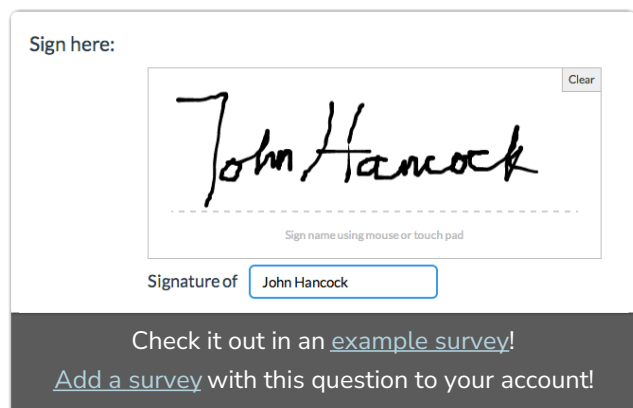 Sign here:
Clear
John Hancock
Sign name using mouse or touch pad
Signature of John Hancock
Check it out in an example survey!
Add a survey with this question to your account!